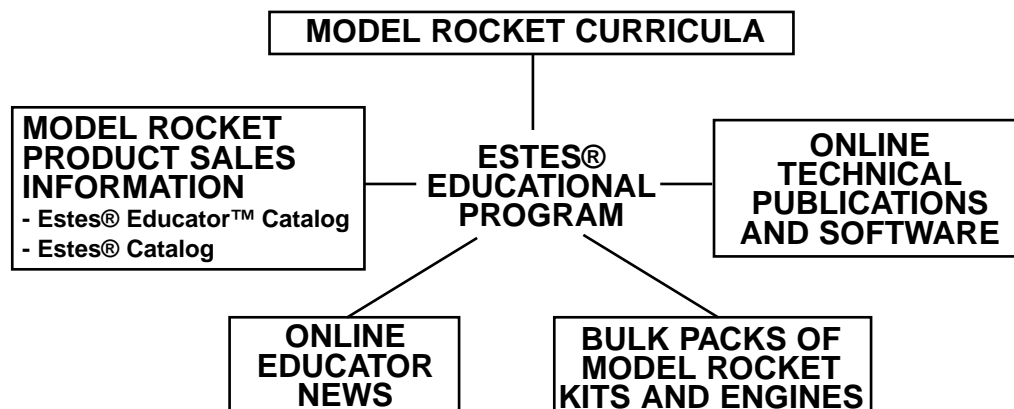 MODEL ROCKET CURRICULA
MODEL ROCKET
PRODUCT SALES
INFORMATION
- Estes® Educator™ Catalog
- Estes® Catalog
ESTES®
EDUCATIONAL
PROGRAM
ONLINE
TECHNICAL
PUBLICATIONS
AND SOFTWARE
ONLINE
EDUCATOR
NEWS
BULK PACKS OF
MODEL ROCKET
KITS AND ENGINES